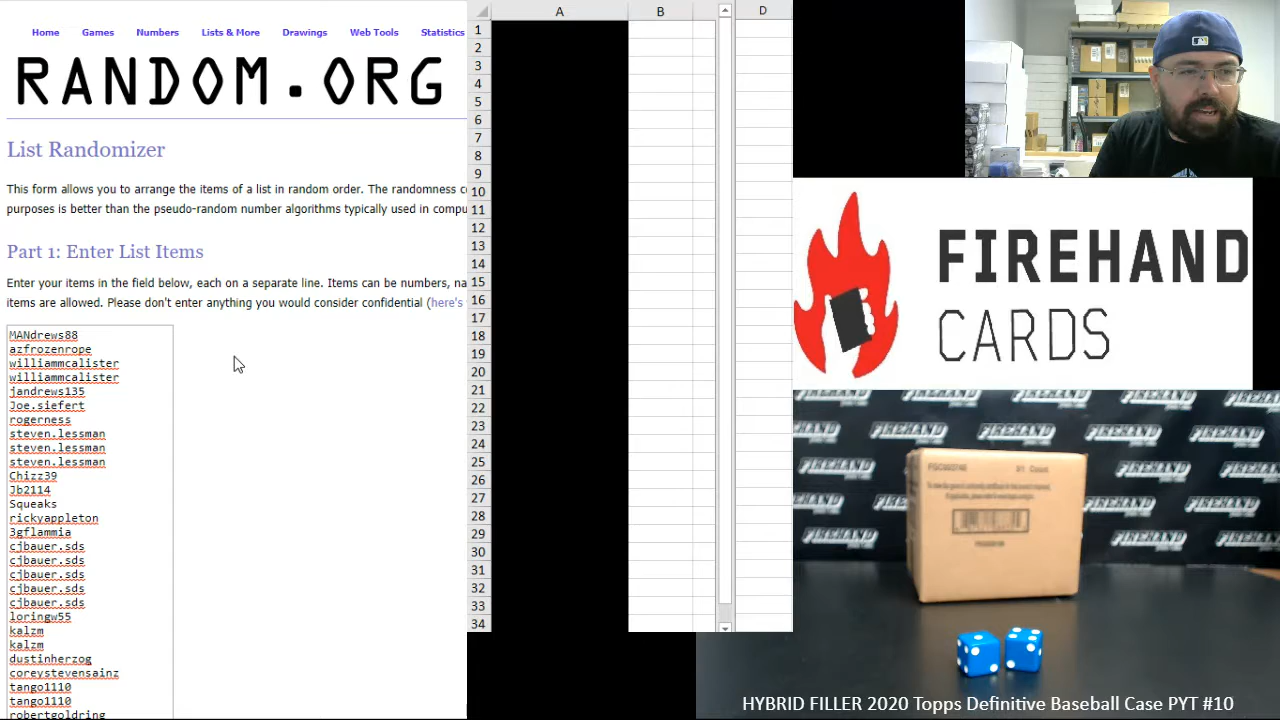 Home Games Numbers Lists & More Drawings Web Tools Statistics
RANDOM.ORG
List Randomizer
This form allows you to arrange the items of a list in random order. The randomness
purposes is better than the pseudo-random number algorithms typically used in
Part 1: Enter List Items
Enter your items in the field below, each on a separate line. Items can be numbers,
items are allowed. Please don't enter anything you would consider confidential (here's
MANdrews88
azfrozenrope
williammcalister
williammcalister
jandrews135
Joe.siefert
rogerness
steven.lessman
steven.lessman
steven.lessman
Chizz39
Jb2114
Squeaks
rickyappleton
3gflammia
cjbauer.sds
cjbauer.sds
cjbauer.sds
cjbauer.sds
cjbauer.sds
loringw55
kalzm
kalzm
dustinherzog
coreystevensainz
tango1110
tango1110
robertgoldring
A B D
1
2
3
4
5
6
7
8
9
10
11
12
13
14
15
16
17
18
19
20
21
22
23
24
25
26
27
28
29
30
31
32
33
34
FIREHAND
CARDS
FIREHAND
HYBRID FILLER 2020 Topps Definitive Baseball Case PYT #10